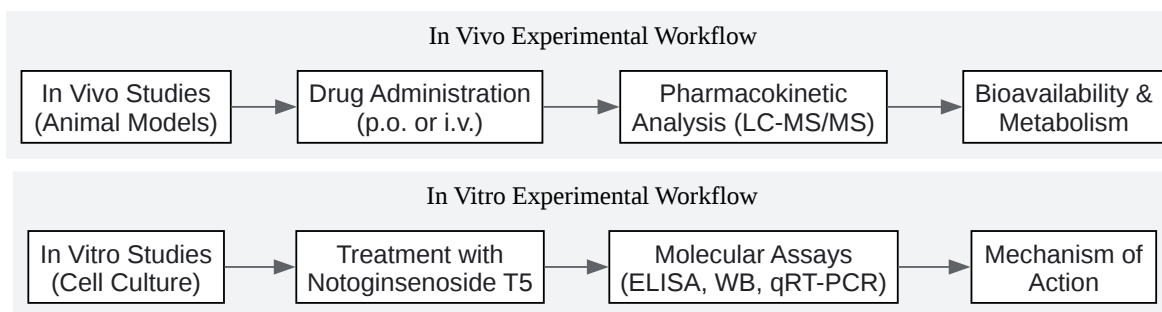 In Vivo Experimental Workflow
In Vivo Studies
(Animal Models)
Drug Administration
(p.o. or i.v.)
Pharmacokinetic
Analysis (LC-MS/MS)
Bioavailability &
Metabolism
In Vitro Experimental Workflow
In Vitro Studies
(Cell Culture)
Treatment with
Notoginsenoside T5
Molecular Assays
(ELISA, WB, qRT-PCR)
Mechanism of
Action